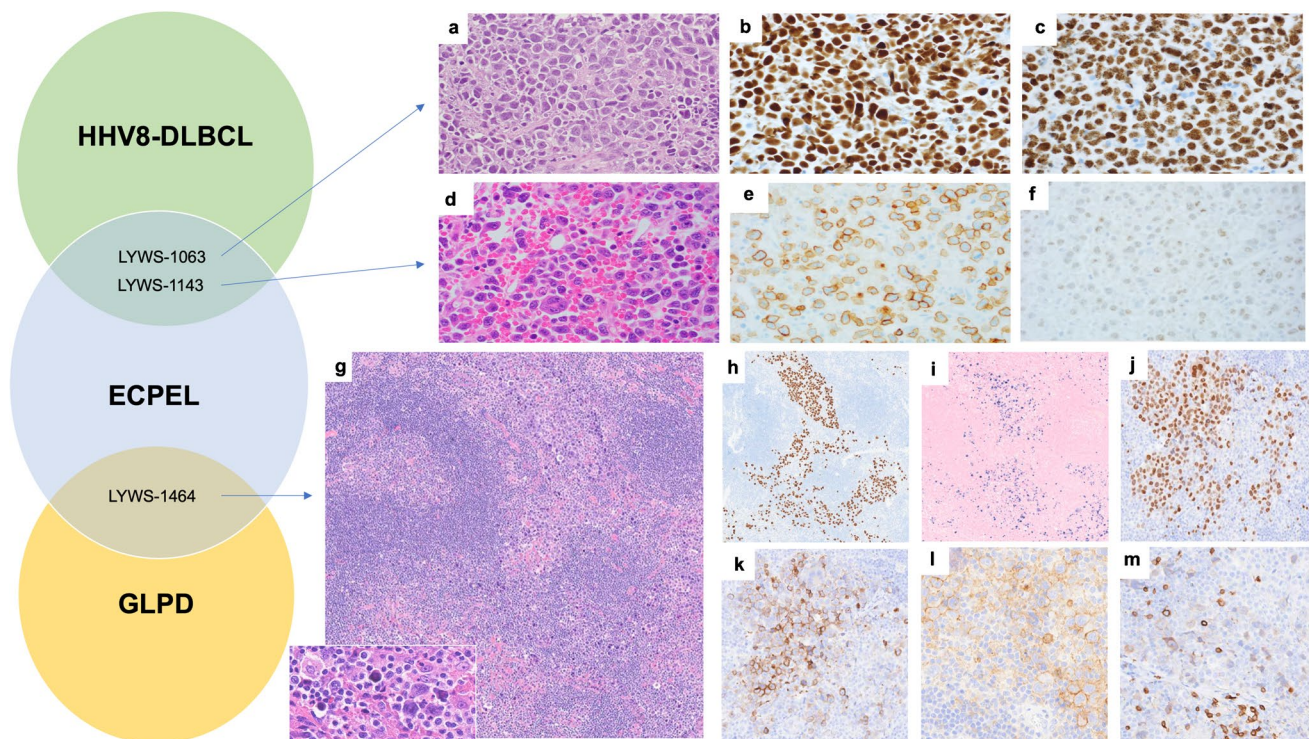 HHV8-DLBCL
LYWS-1063
LYWS-1143
ECPEL
LYWS-1464
GLPD
a
b
c
d
e
f
g
h
i
j
k
l
m